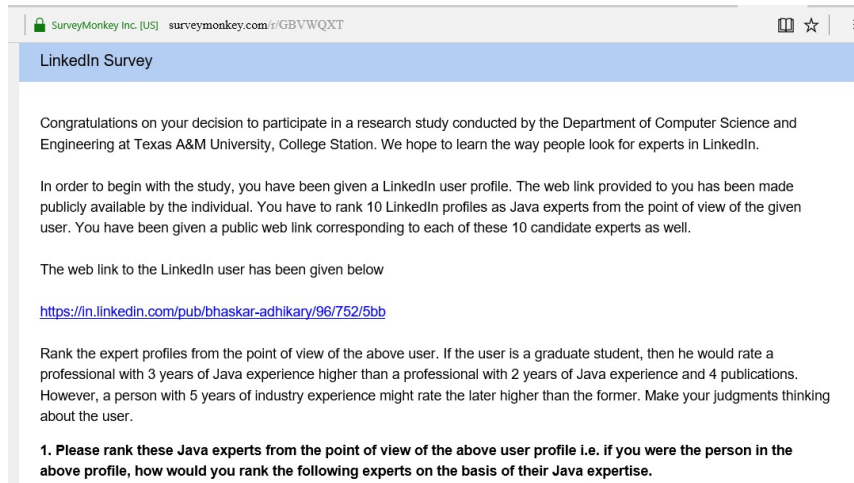 SurveyMonkey Inc. [US] surveymonkey.com/r/GBVWQXT
LinkedIn Survey
Congratulations on your decision to participate in a research study conducted by the Department of Computer Science and
Engineering at Texas A&M University, College Station. We hope to learn the way people look for experts in LinkedIn.
In order to begin with the study, you have been given a LinkedIn user profile. The web link provided to you has been made
publicly available by the individual. You have to rank 10 LinkedIn profiles as Java experts from the point of view of the given
user. You have been given a public web link corresponding to each of these 10 candidate experts as well.
The web link to the LinkedIn user has been given below
https://in.linkedin.com/pub/bhaskar-adhikary/96/752/5bb
Rank the expert profiles from the point of view of the above user. If the user is a graduate student, then he would rate a
professional with 3 years of Java experience higher than a professional with 2 years of Java experience and 4 publications.
However, a person with 5 years of industry experience might rate the later higher than the former. Make your judgments thinking
about the user.
1. Please rank these Java experts from the point of view of the above user profile i.e. if you were the person in the
above profile, how would you rank the following experts on the basis of their Java expertise.